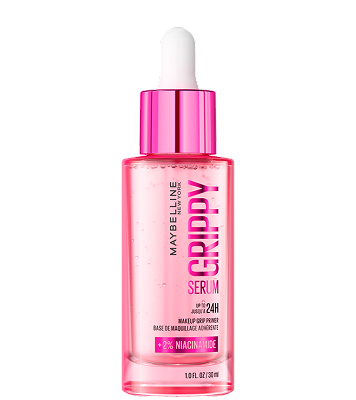 MAYBELLINE
NEW YORK
GRIPPY
SERUM
UP TO
JUSQU'À
24H
MAKEUP GRIP PRIMER
BASE DE MAQUILLAGE ADHÉRENTE
+ 2% NIACINAMIDE
1.0 FL. OZ / 30 ml